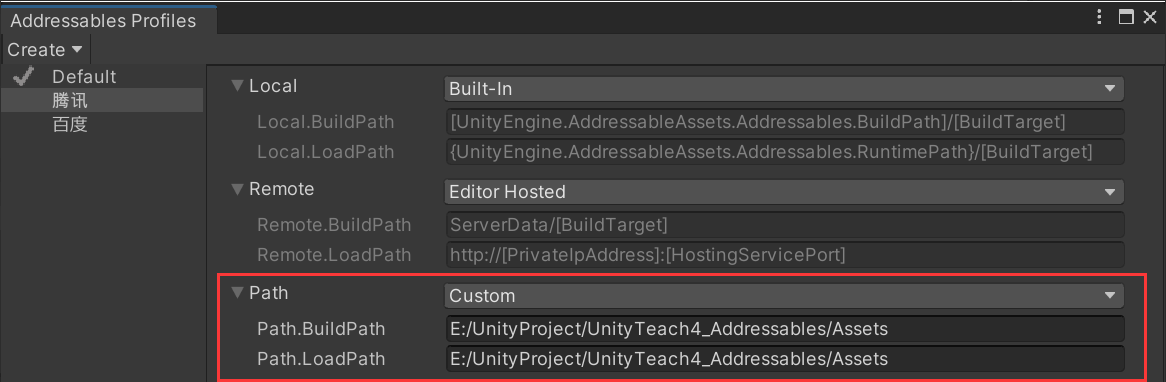 Addressables Profiles
Create
Default
腾讯
百度
Local Built-In
Local.BuildPath [UnityEngine.AddressableAssets.Addressables.BuildPath]/[BuildTarget]
Local.LoadPath {UnityEngine.AddressableAssets.Addressables.RuntimePath}/[BuildTarget]
Remote Editor Hosted
Remote.BuildPath ServerData/[BuildTarget]
Remote.LoadPath http://[PrivateIpAddress]:[HostingServicePort]
Path Custom
Path.BuildPath E:/UnityProject/UnityTeach4_Addressables/Assets
Path.LoadPath E:/UnityProject/UnityTeach4_Addressables/Assets